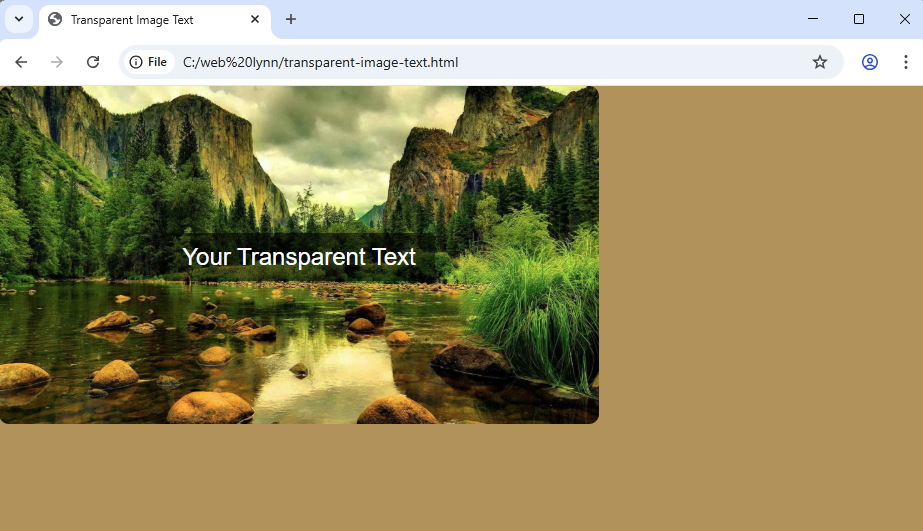 Transparent Image Text
File
C:/web%20lynn/transparent-image-text.html
Your Transparent Text